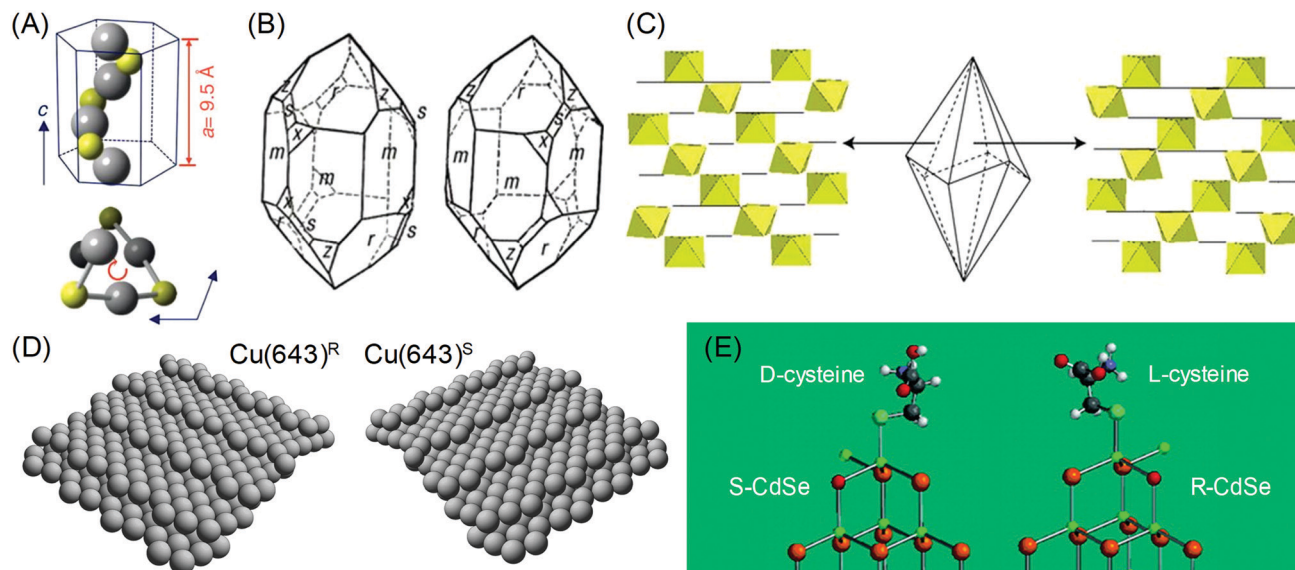 (A)
c
a= 9.5 Å
(B)
z
r
z
s
s
x
m
m
m
x
s
x
z
r
s
r
z
s
x
m
m
m
r
z
r
(C)
(D)
Cu(643)ᴿ
Cu(643)ˢ
(E)
D-cysteine
L-cysteine
S-CdSe
R-CdSe